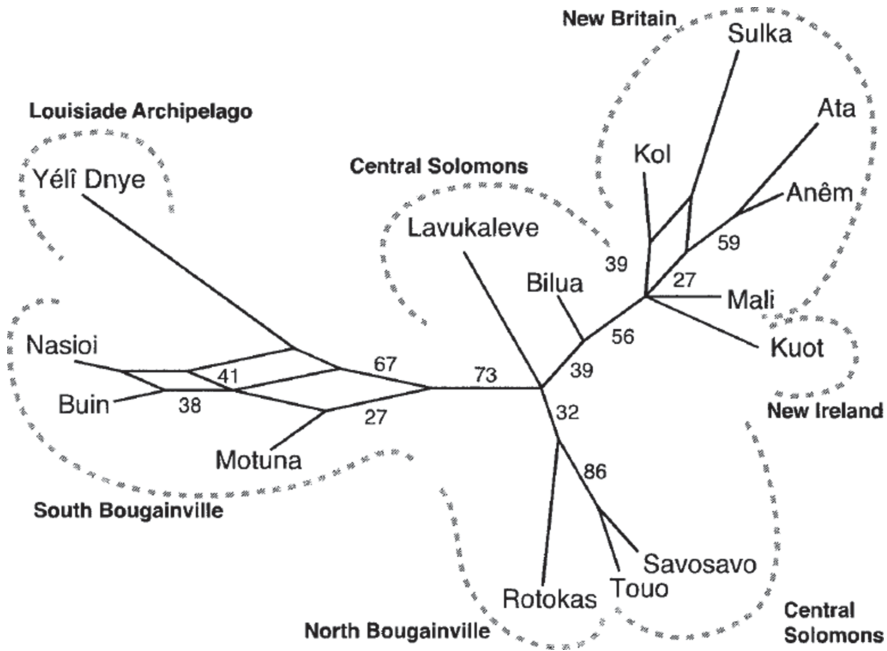 New Britain
Sulka
Louisiade Archipelago
Ata
Yélî Dnye
Kol
Central Solomons
Anêm
Lavukaleve
59
39
Bilua
27
Mali
56
Nasioi
Kuot
67
41
73
39
Buin
38
27
32
New Ireland
Motuna
86
South Bougainville
Savosavo
Touo
Rotokas
Central
Solomons
North Bougainville